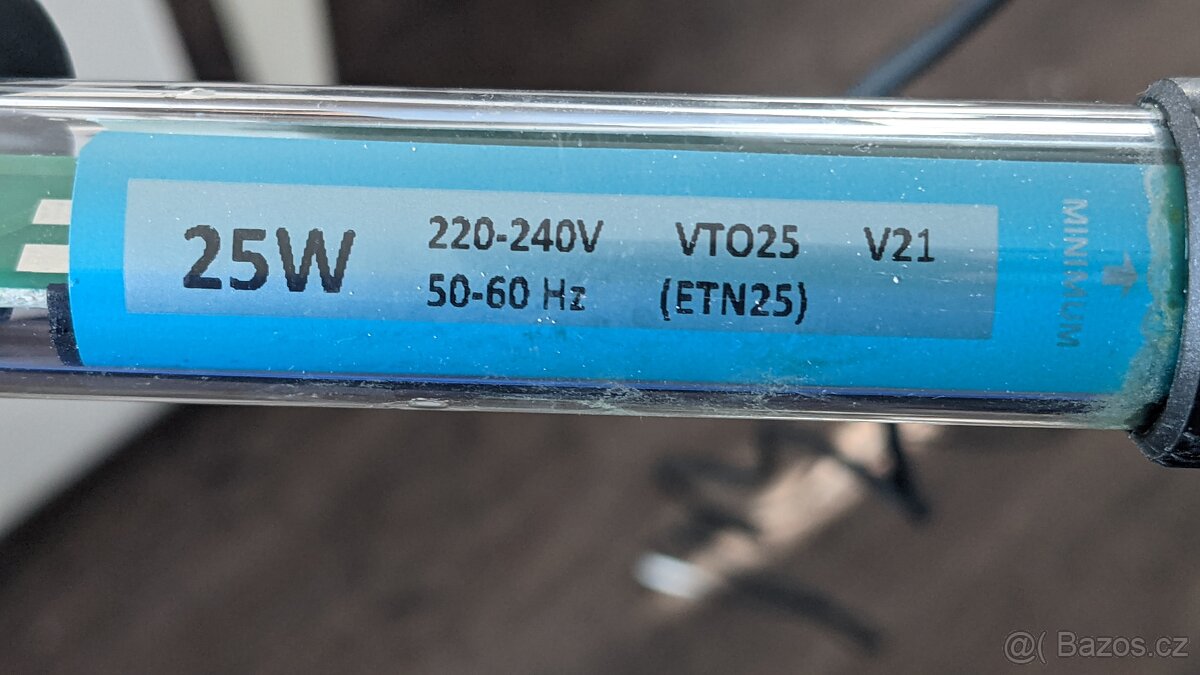 25W
220-240V VTO25 V21
50-60 Hz (ETN25)
MINIMUM
@( Bazos.cz